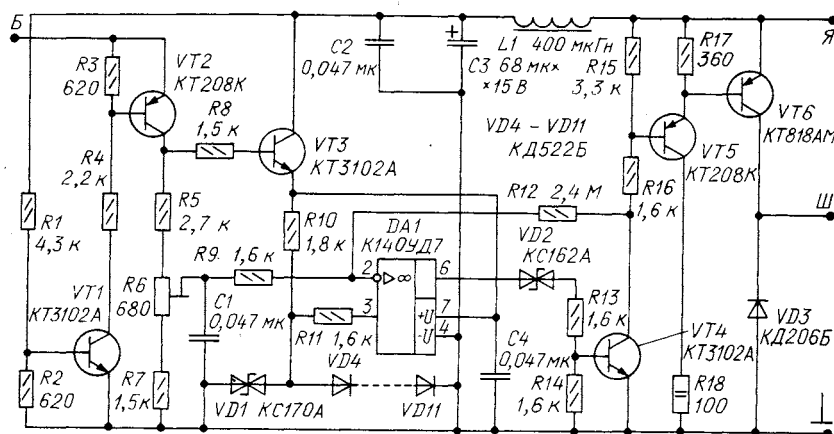 Б
Я
Ш
R3
620
VT2
КТ208К
R8
1,5 к
VT3
КТ3102А
C2
0,047 мк
+
C3 68 мк×
×15 В
L1 400 мкГн
R15
3,3 к
R17
360
VT6
КТ818АМ
VD4 – VD11
КД522Б
VT5
КТ208К
R4
2,2 к
R1
4,3 к
R5
2,7 к
R10
1,8 к
R12 2,4 М
R16
1,6 к
DA1
К140УД7
R9 1,6 к
2
3
∞
6
7
4
+U
-U
VD2
КС162А
R6
680
VT1
КТ3102А
C1
0,047 мк
R11 1,6 к
R13
1,6 к
VT4
КТ3102А
VD3
КД206Б
C4
0,047 мк
R2
620
R7
1,5к
VD1 КС170А
VD4
VD11
R14
1,6 к
R18
100